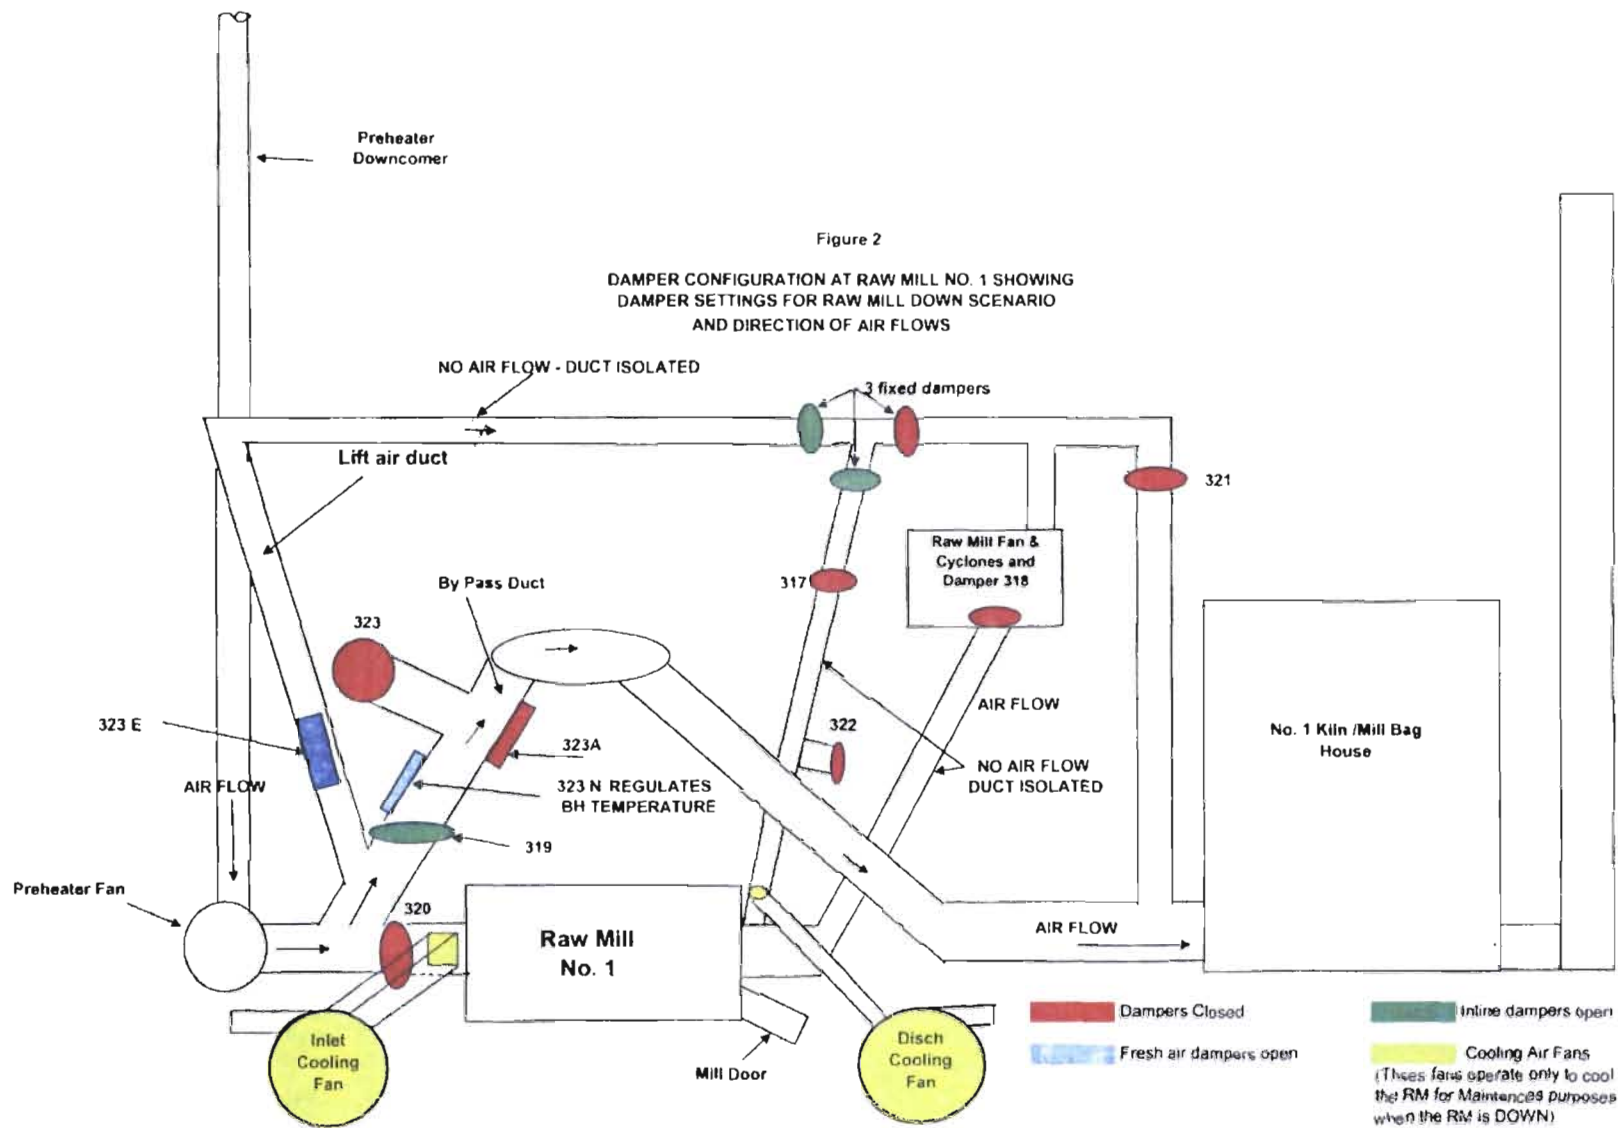 Preheater
Downcomer
Figure 2
DAMPER CONFIGURATION AT RAW MILL NO. 1 SHOWING
DAMPER SETTINGS FOR RAW MILL DOWN SCENARIO
AND DIRECTION OF AIR FLOWS
NO AIR FLOW - DUCT ISOLATED
3 fixed dampers
Lift air duct
321
Raw Mill Fan &
Cyclones and
Damper 318
317
By Pass Duct
323
AIR FLOW
322
323 E
323A
No. 1 Kiln /Mill Bag
House
NO AIR FLOW
DUCT ISOLATED
AIR FLOW
323 N REGULATES
BH TEMPERATURE
319
Preheater Fan
320
Raw Mill
No. 1
AIR FLOW
Inlet
Cooling
Fan
Disch
Cooling
Fan
Mill Door
Dampers Closed
Inline dampers open
Fresh air dampers open
Cooling Air Fans
(Thses fans operate only to cool
the RM for Maintences purposes
when the RM is DOWN)